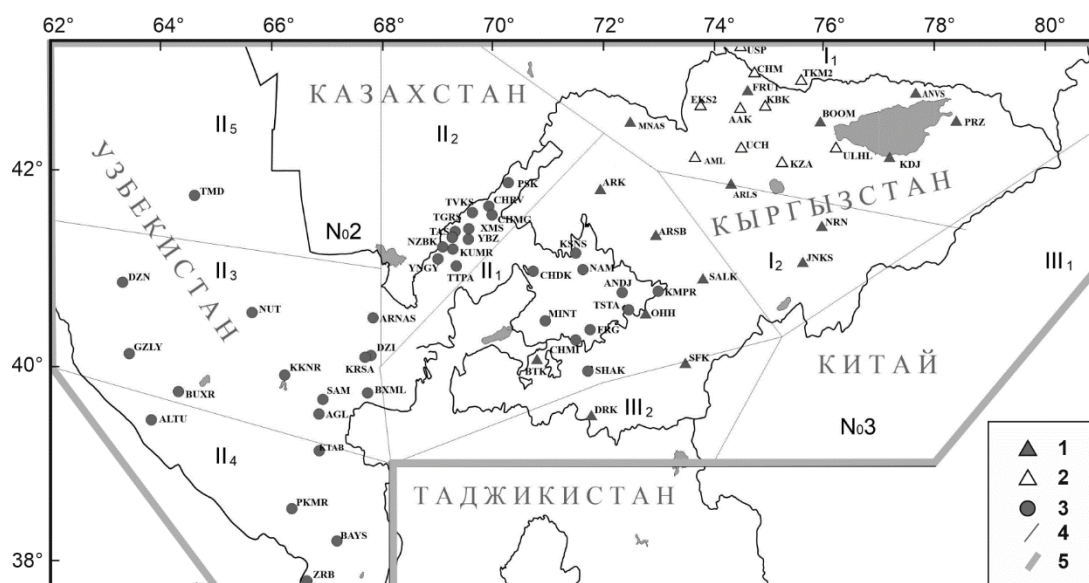 62° 64° 66° 68° 70° 72° 74° 76° 78° 80°
USP
I₁
CHM
TKM2
КАЗАХСТАН
FRU1
ANVS
EKS2
KBK
AAK
II₅
II₂
MNAS
BOOM
PRZ
UCH
ULHL
AML
KZA
KDJ
42°
УЗБЕКИСТАН
PSK
ARK
ARLS
TMD
TVKS
CHRV
КЫРГЫЗСТАН
TGRS
CHMG
TAS
XMS
NRN
№2
NZBK
YBZ
ARSB
KUMR
KSNS
YNGY
II₁
I₂
III₁
TTPA
CHDK
NAM
JNKS
II₃
DZN
ANDJ
SALK
KMPR
NUT
ARNAS
TSTA
MINT
OHH
FRG
GZLY
DZI
CHMI
40°
KRSA
BTK
SFK
КИТАЙ
KKNR
SHAK
BUXR
SAM
BXML
ALTU
AGL
DRK
III₂
№3
KTAB
II₄
1
2
ТАДЖИКИСТАН
PKMR
3
BAYS
4
38°
ZRB
5